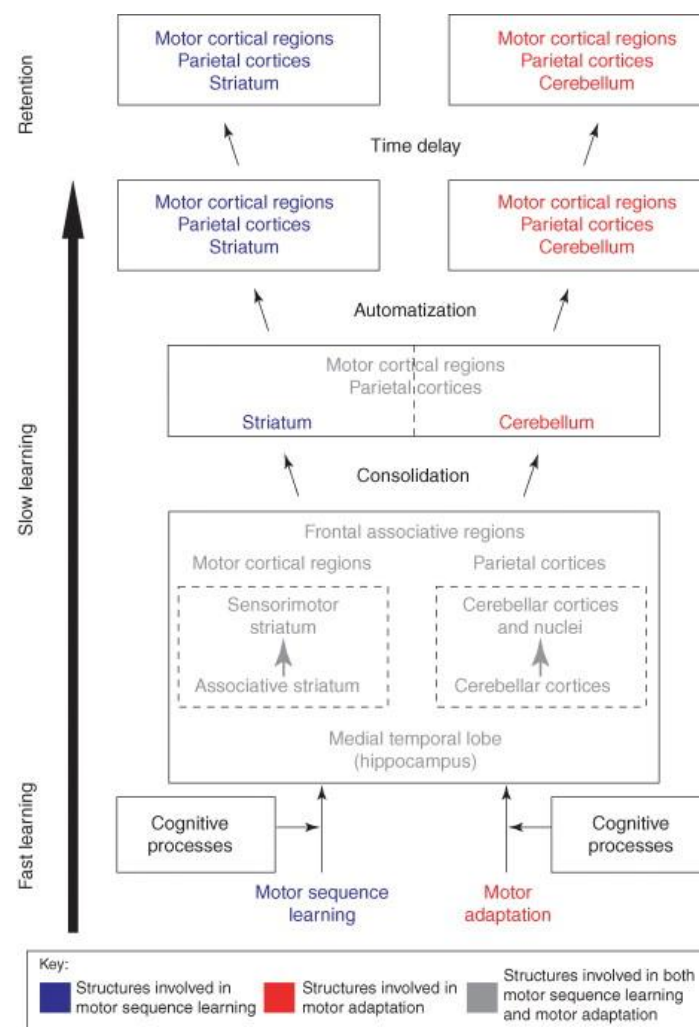 Retention
Motor cortical regions
Parietal cortices
Striatum
Motor cortical regions
Parietal cortices
Cerebellum
Time delay
Motor cortical regions
Parietal cortices
Striatum
Motor cortical regions
Parietal cortices
Cerebellum
Automatization
Slow learning
Motor cortical regions
Parietal cortices
Striatum
Cerebellum
Consolidation
Frontal associative regions
Motor cortical regions
Parietal cortices
Sensorimotor
striatum
Associative striatum
Cerebellar cortices
and nuclei
Cerebellar cortices
Medial temporal lobe
(hippocampus)
Fast learning
Cognitive
processes
Cognitive
processes
Motor sequence
learning
Motor
adaptation
Key:
Structures involved in
motor sequence learning
Structures involved in
motor adaptation
Structures involved in both
motor sequence learning
and motor adaptation